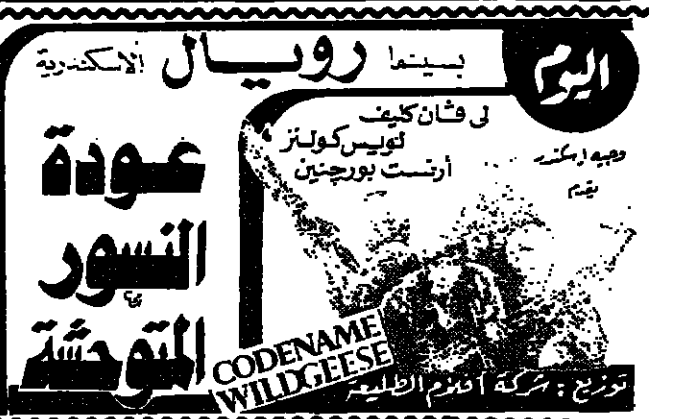 اليوم
بسينما رويال الاسكندرية
لى فان كليف
لويس كولنز
أرنست بورجنين
وجيه إسكندر
يقدم
عودة
النسور
المتوحشة
CODENAME
WILDGEESE
توزيع : شركة أفلام الطليعة